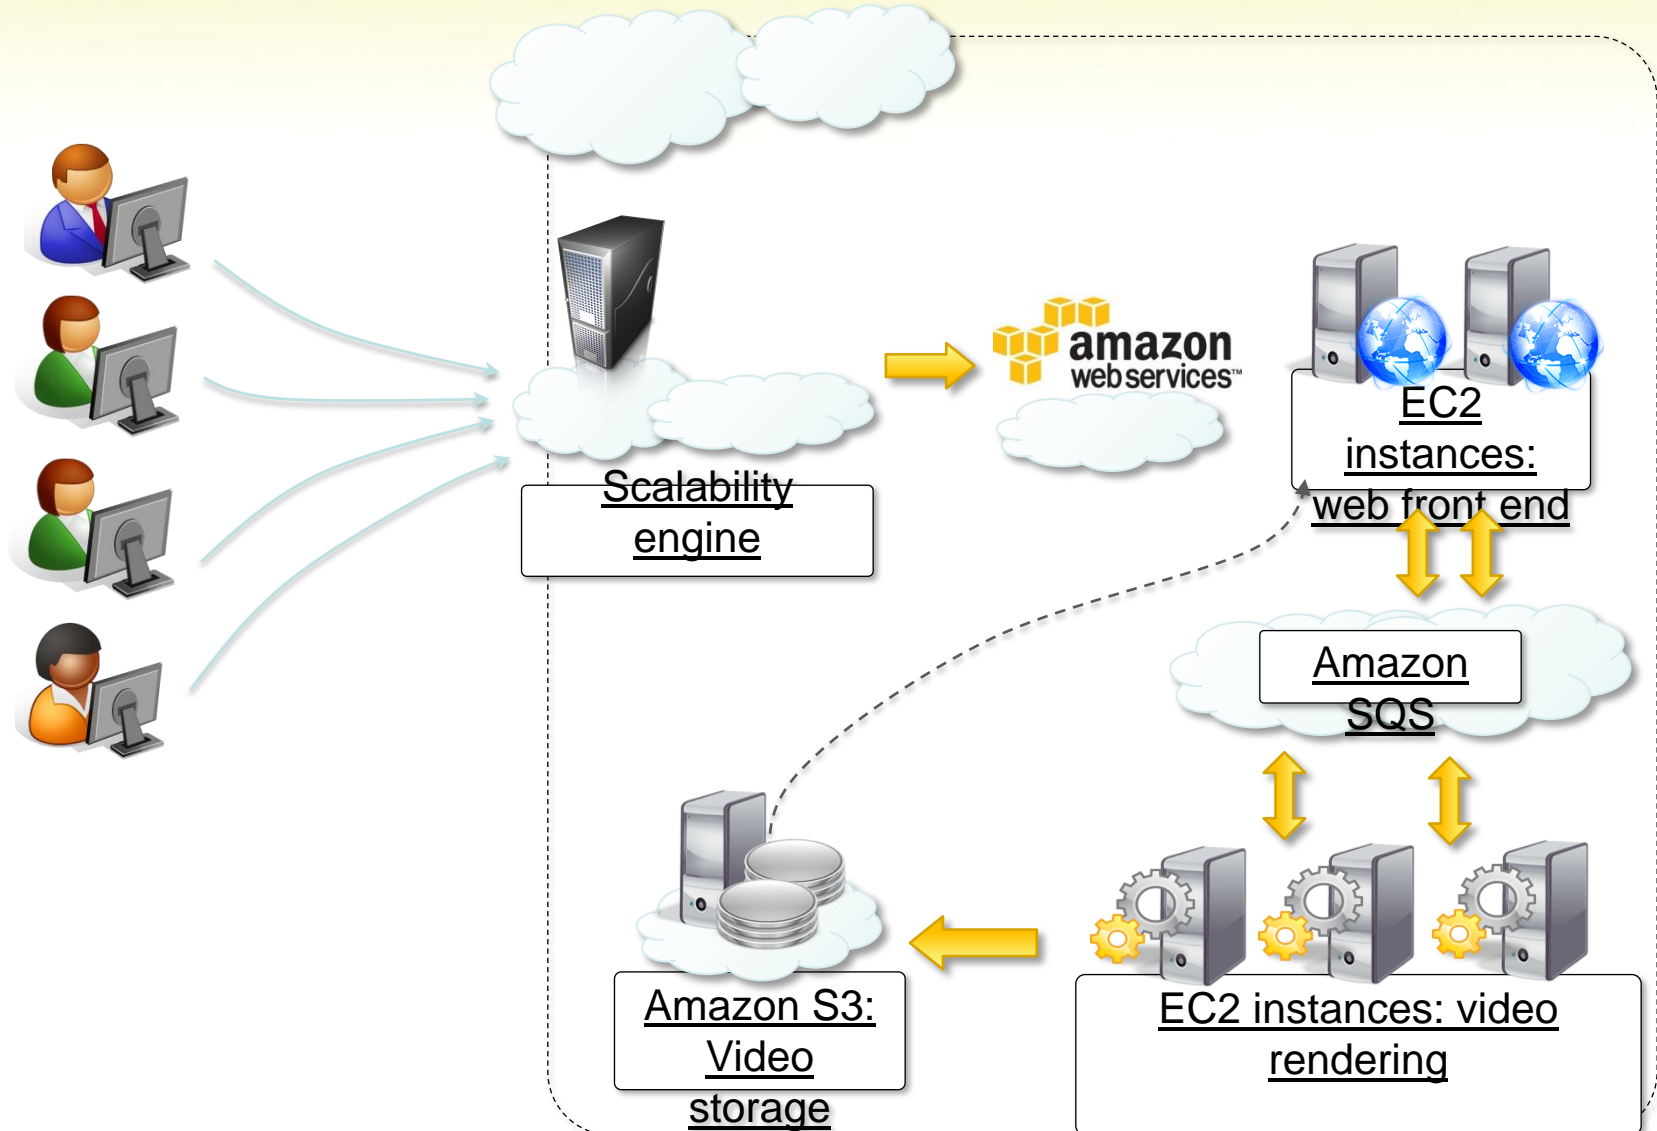 amazon
webservices™
EC2
instances:
web front end
Scalability
engine
Amazon
SQS
Amazon S3:
Video
storage
EC2 instances: video
rendering